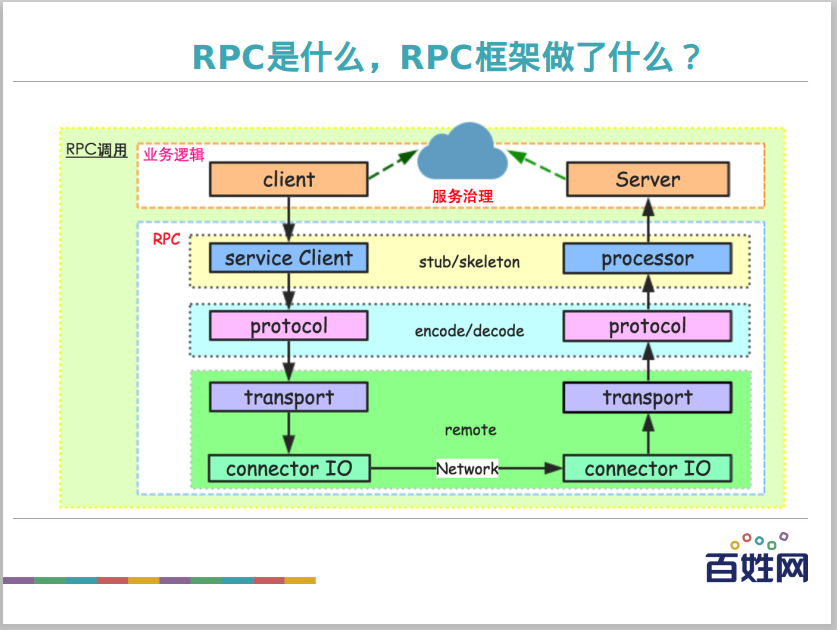 RPC是什么，RPC框架做了什么？
RPC调用
业务逻辑
client
Server
服务治理
RPC
service Client
stub/skeleton
processor
protocol
encode/decode
protocol
transport
transport
remote
connector IO
Network
connector IO
百姓网